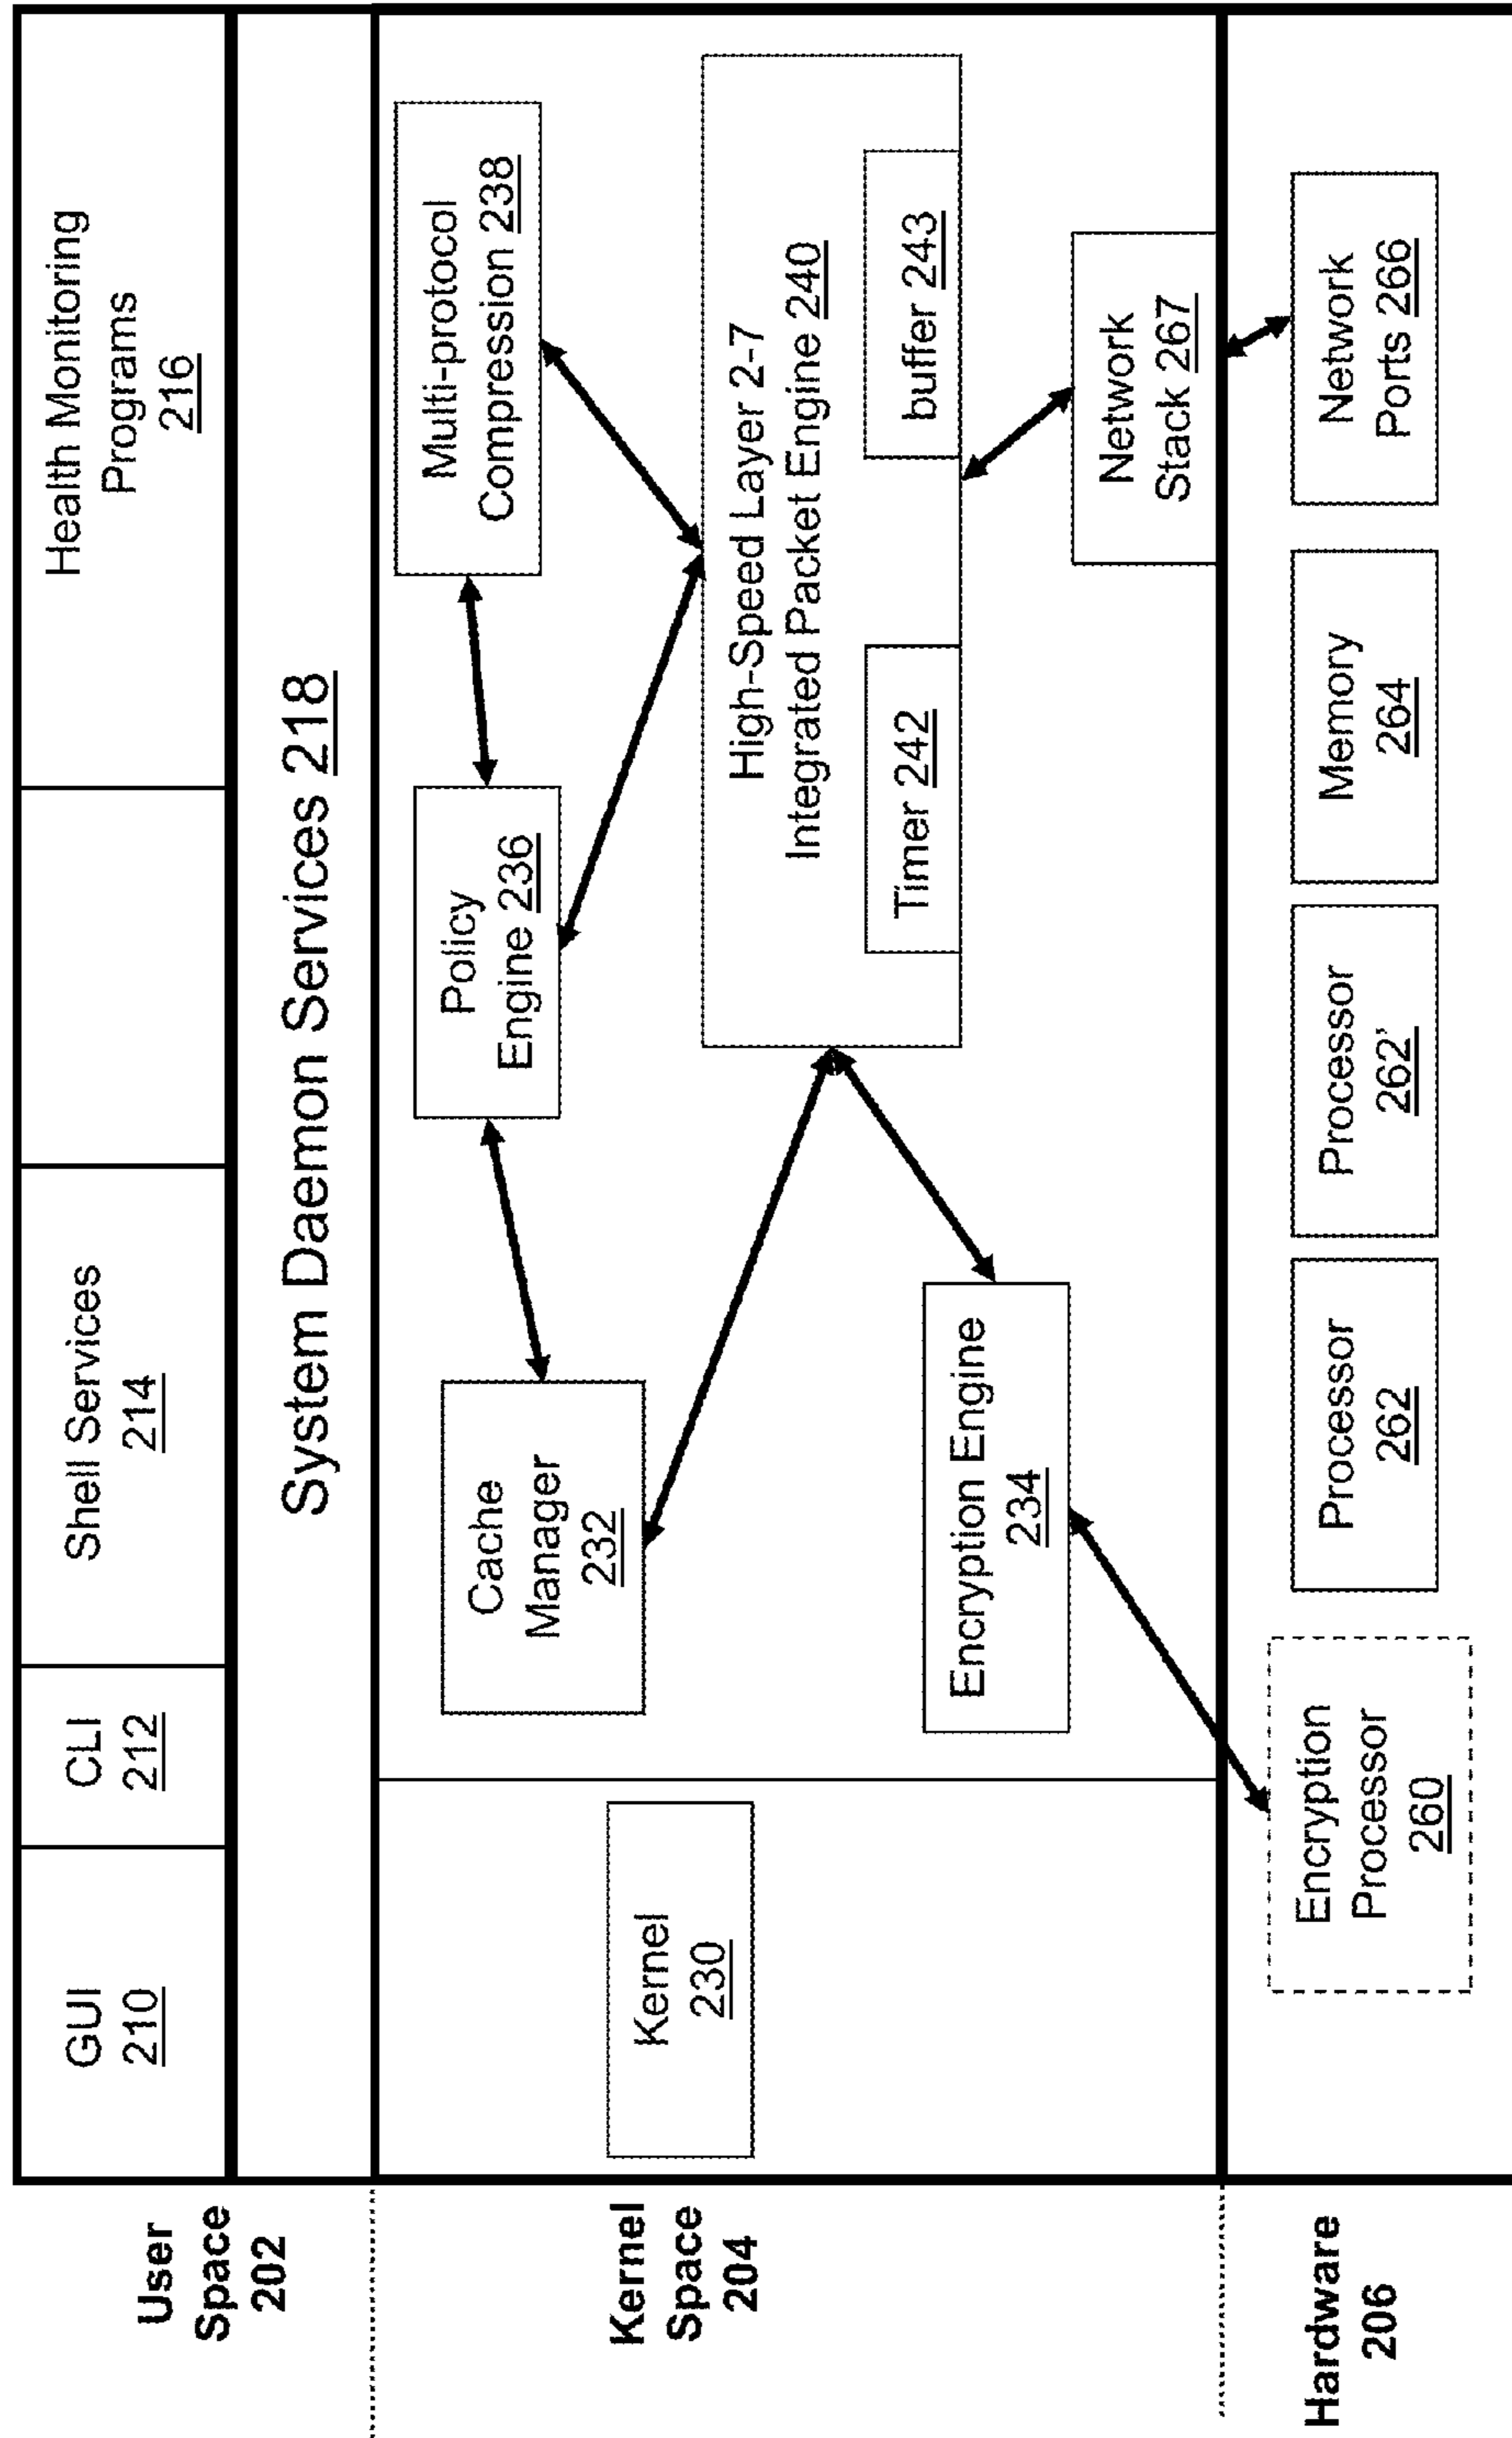 User
Space
202
GUI
210
CLI
212
Shell Services
214
Health Monitoring
Programs
216
System Daemon Services 218
Kernel
Space
204
Kernel
230
Cache
Manager
232
Policy
Engine 236
Multi-protocol
Compression 238
High-Speed Layer 2-7
Integrated Packet Engine 240
Timer 242
buffer 243
Encryption Engine
234
Network
Stack 267
Hardware
206
Encryption
Processor
260
Processor
262
Processor
262'
Memory
264
Network
Ports 266